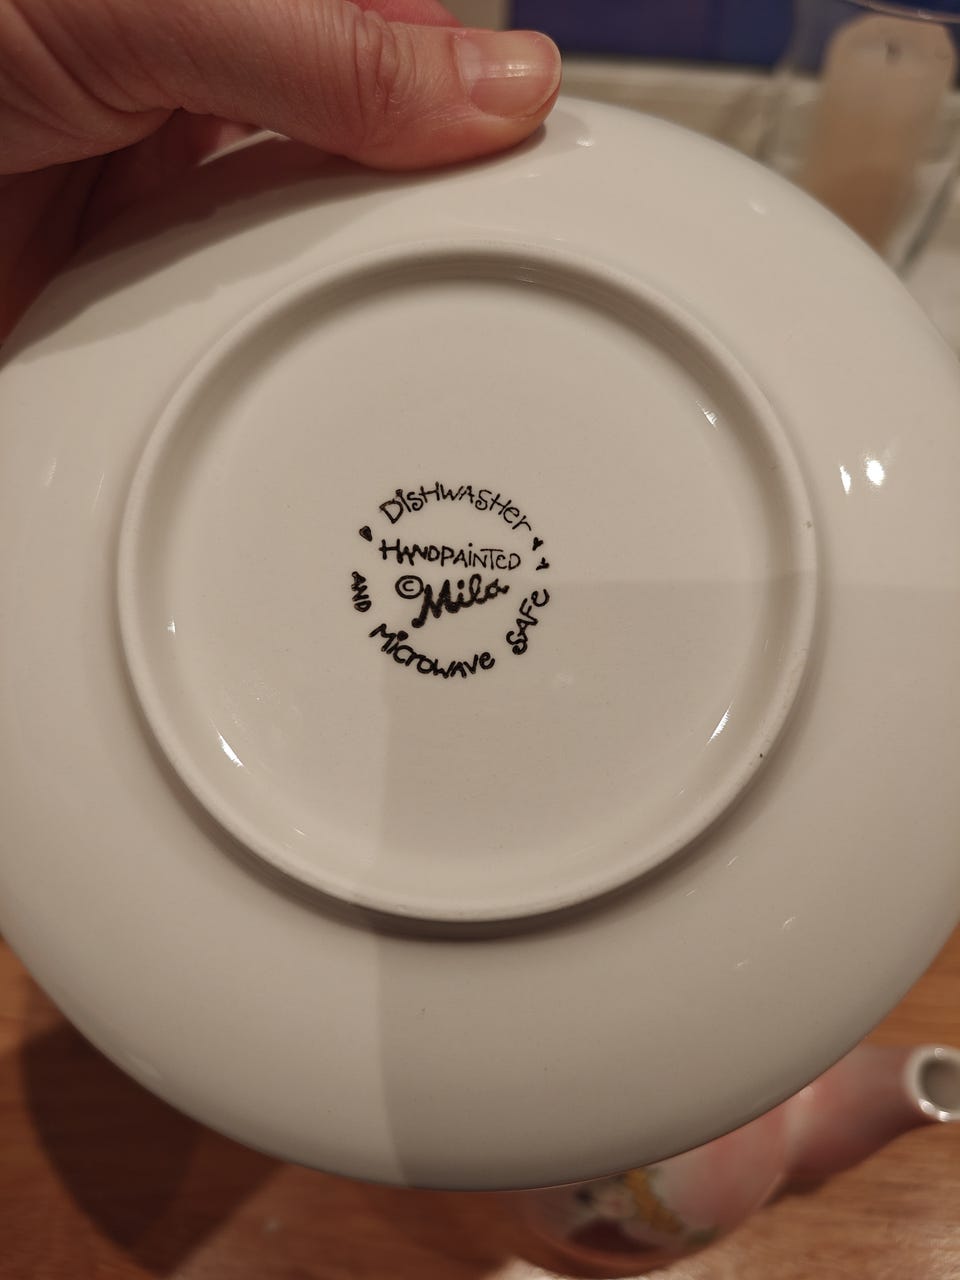 DiSHWASHer
HANDPAiNTeD
© Mila
AND MicrOWAVe SAFe